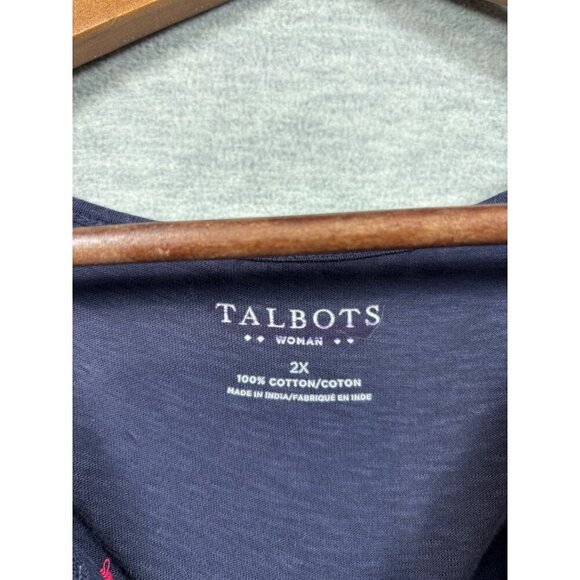 TALBOTS
WOMAN
2X
100% COTTON/COTON
MADE IN INDIA/FABRIQUÉ EN INDE